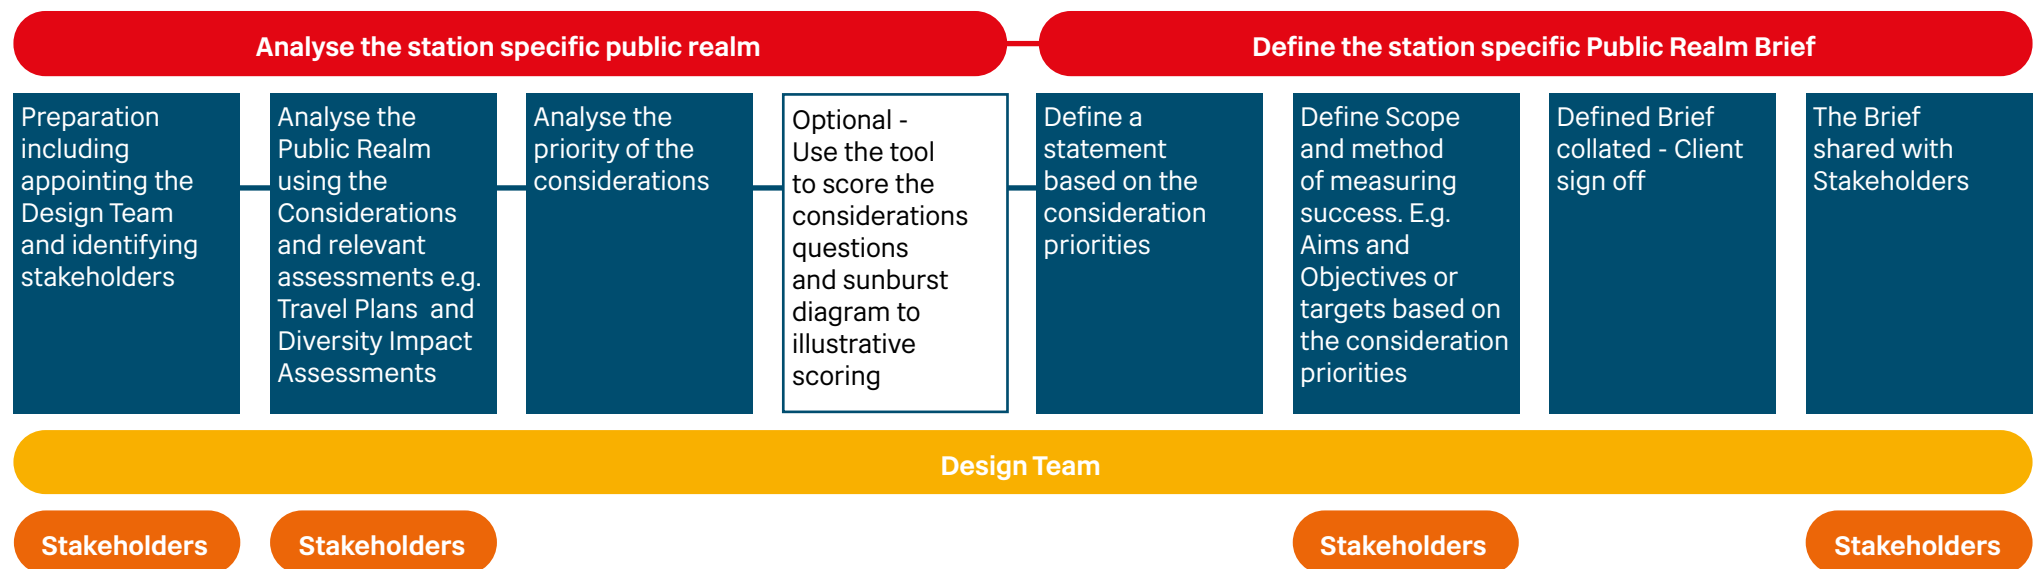 Analyse the station specific public realm
Define the station specific Public Realm Brief
Preparation
including
appointing the
Design Team
and identifying
stakeholders
Analyse the
Public Realm
using the
Considerations
and relevant
assessments e.g.
Travel Plans  and
Diversity Impact
Assessments
Analyse the
priority of the
considerations
Optional -
Use the tool
to score the
considerations
questions
and sunburst
diagram to
illustrative
scoring
Define a
statement
based on the
consideration
priorities
Define Scope
and method
of measuring
success. E.g.
Aims and
Objectives or
targets based on
the consideration
priorities
Defined Brief
collated - Client
sign off
The Brief
shared with
Stakeholders
Design Team
Stakeholders
Stakeholders
Stakeholders
Stakeholders